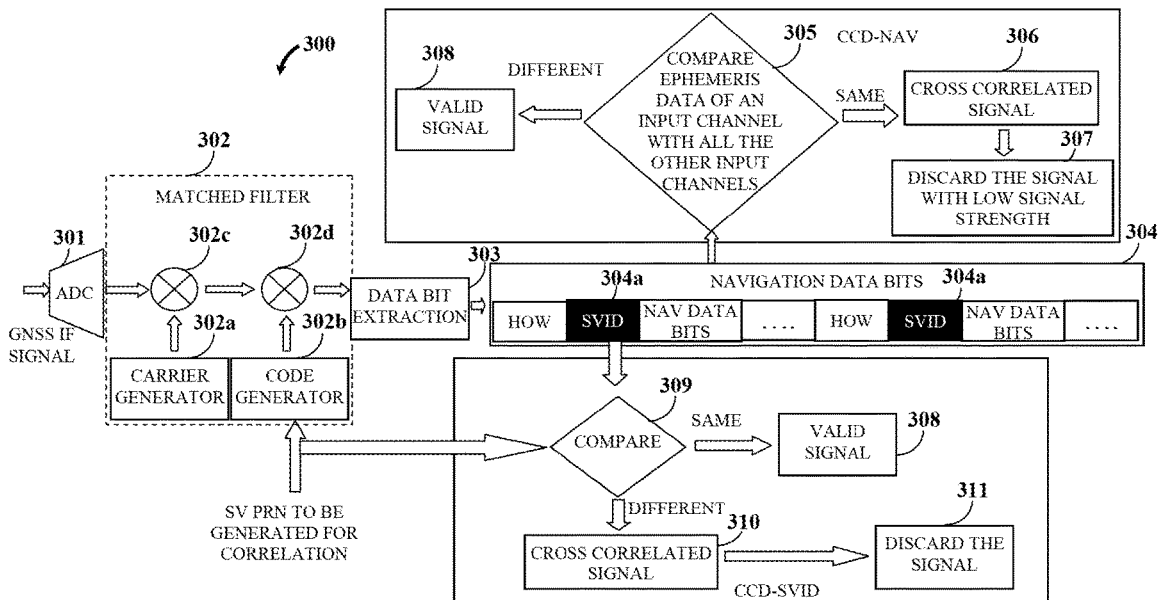 300
308
DIFFERENT
VALID
SIGNAL
305
COMPARE
EPHEMERIS
DATA OF AN
INPUT CHANNEL
WITH ALL THE
OTHER INPUT
CHANNELS
CCD-NAV
SAME
306
CROSS CORRELATED
SIGNAL
307
DISCARD THE SIGNAL
WITH LOW SIGNAL
STRENGTH
302
MATCHED FILTER
301
ADC
GNSS IF
SIGNAL
302c
302d
302a
302b
CARRIER
GENERATOR
CODE
GENERATOR
303
DATA BIT
EXTRACTION
304
NAVIGATION DATA BITS
304a
304a
HOW
SVID
NAV DATA
BITS
....
HOW
SVID
NAV DATA
BITS
....
SV PRN TO BE
GENERATED FOR
CORRELATION
309
COMPARE
SAME
VALID
SIGNAL
308
DIFFERENT
310
CROSS CORRELATED
SIGNAL
311
DISCARD THE
SIGNAL
CCD-SVID